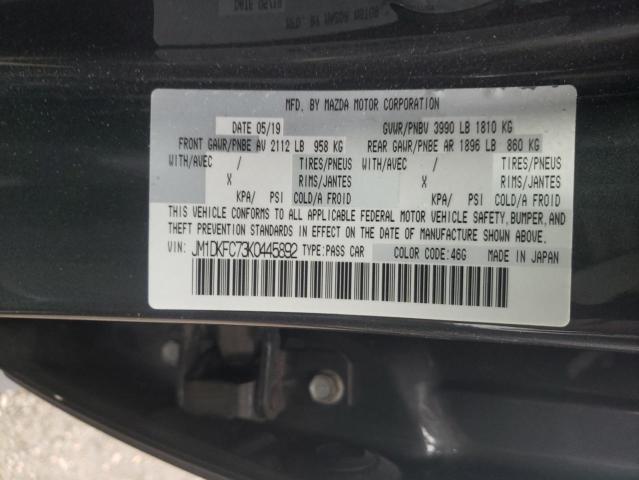 MFD. BY MAZDA MOTOR CORPORATION
DATE 05/19 GVWR/PNBV 3990 LB 1810 KG
FRONT GAWR/PNBE AV 2112 LB 958 KG REAR GAWR/PNBE AR 1896 LB 860 KG
WITH/AVEC / TIRES/PNEUS WITH/AVEC / TIRES/PNEUS
X RIMS/JANTES X RIMS/JANTES
KPA/ PSI COLD/A FROID KPA/ PSI COLD/A FROID
THIS VEHICLE CONFORMS TO ALL APPLICABLE FEDERAL MOTOR VEHICLE SAFETY, BUMPER, AND
THEFT PREVENTION STANDARDS IN EFFECT ON THE DATE OF MANUFACTURE SHOWN ABOVE.
VIN: JM1DKFC73K0445892 TYPE: PASS CAR COLOR CODE: 46G MADE IN JAPAN